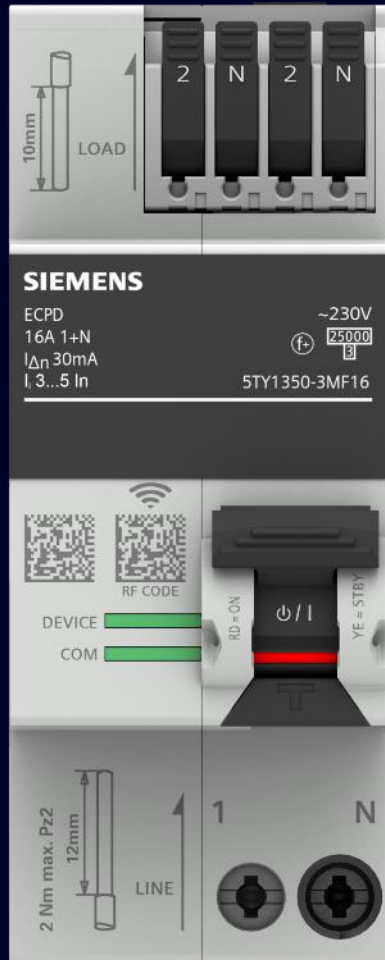 2 N 2 N
10mm
LOAD
SIEMENS
ECPD
~230V
16A 1+N
f+
25000
3
IΔn 30mA
Ii 3...5 In
5TY1350-3MF16
RF CODE
DEVICE
COM
RD = ON
/ I
YE = STBY
T
2 Nm max. Pz2
12mm
LINE
1
N